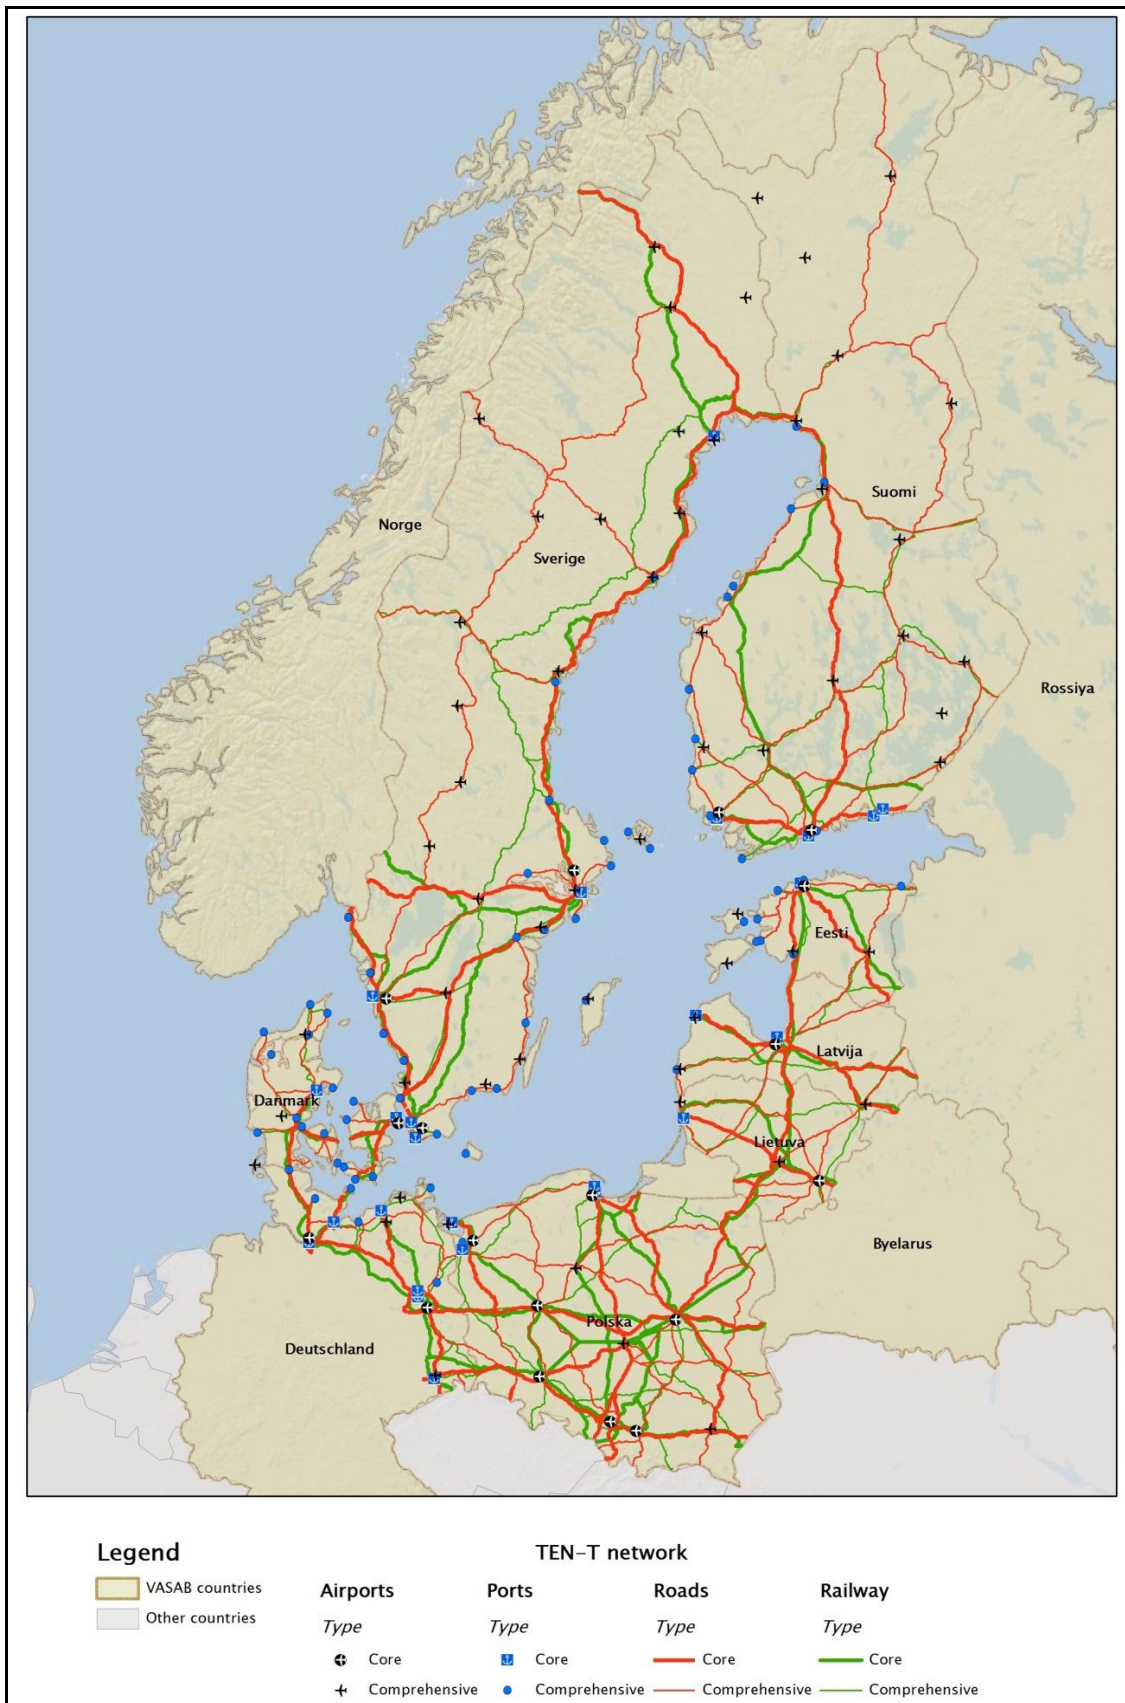 Suomi
Norge
Sverige
Rossiya
Eesti
Latvija
Danmark
Lietuva
Byelarus
Polska
Deutschland
Legend
VASAB countries
Other countries
TEN-T network
Airports
Type
Core
Comprehensive
Ports
Type
Core
Comprehensive
Roads
Type
Core
Comprehensive
Railway
Type
Core
Comprehensive